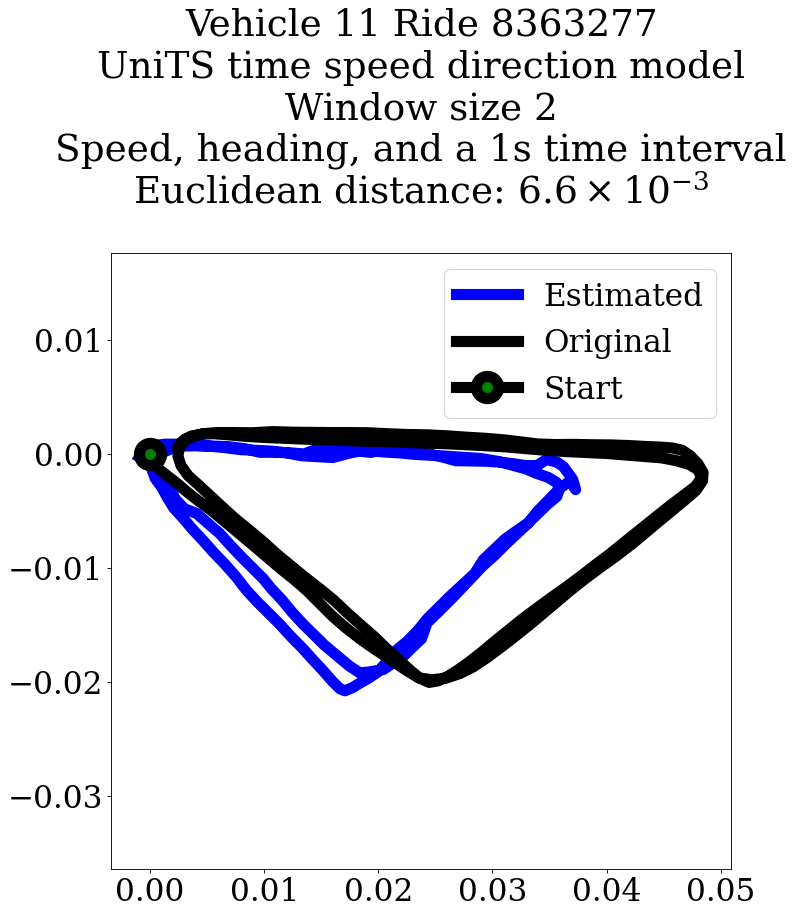 Vehicle 11 Ride 8363277
UniTS time speed direction model
Window size 2
Speed, heading, and a 1s time interval
Euclidean distance: 6.6 × 10⁻³
Estimated
Original
Start
0.01
0.00
−0.01
−0.02
−0.03
0.00 0.01 0.02 0.03 0.04 0.05